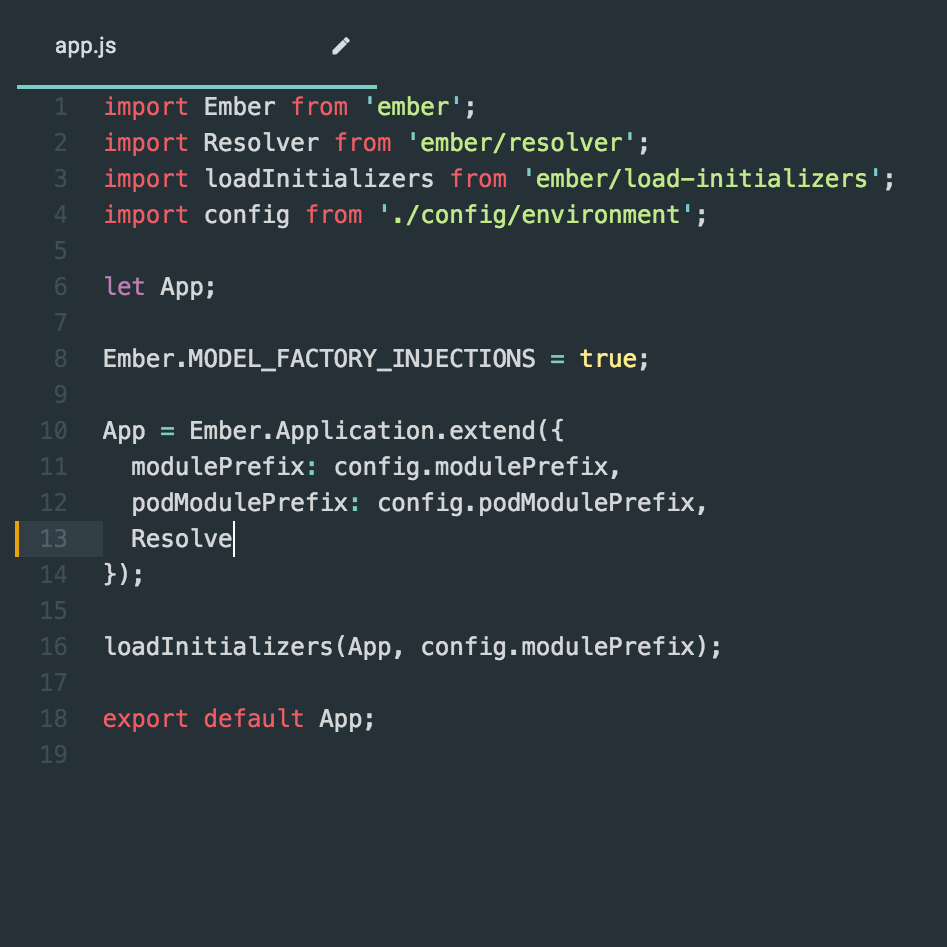 app.js
1 import Ember from 'ember';
2 import Resolver from 'ember/resolver';
3 import loadInitializers from 'ember/load-initializers';
4 import config from './config/environment';
5
6 let App;
7
8 Ember.MODEL_FACTORY_INJECTIONS = true;
9
10 App = Ember.Application.extend({
11   modulePrefix: config.modulePrefix,
12   podModulePrefix: config.podModulePrefix,
13   Resolve
14 });
15
16 loadInitializers(App, config.modulePrefix);
17
18 export default App;
19